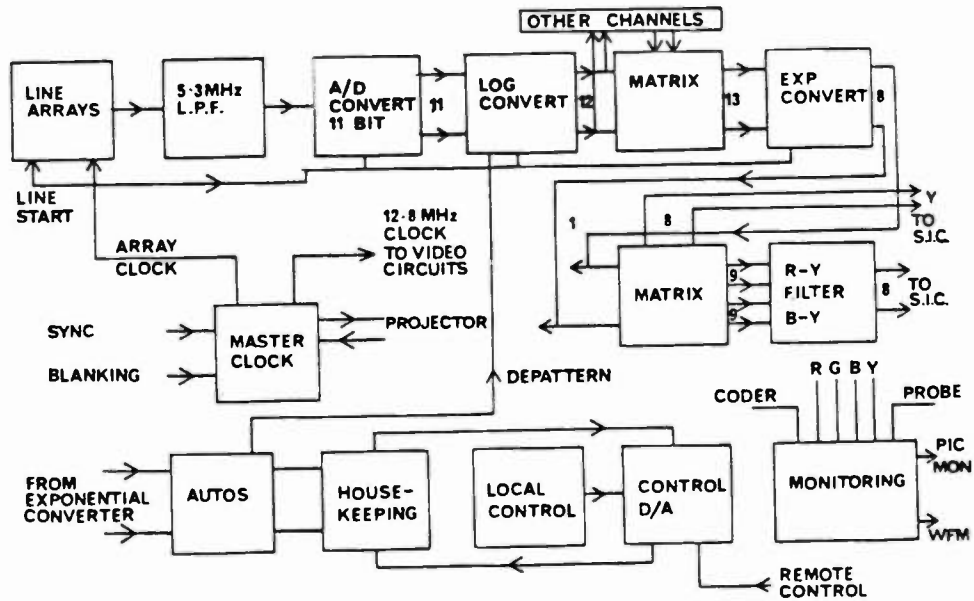 OTHER CHANNELS
LINE
ARRAYS
5·3MHz
L.P.F.
A/D
CONVERT
11 BIT
11
LOG
CONVERT
12
MATRIX
13
EXP
CONVERT
8
LINE
START
ARRAY
CLOCK
12·8 MHz
CLOCK
TO VIDEO
CIRCUITS
1
8
Y
TO
S.I.C.
MATRIX
9
9
R-Y
FILTER
B-Y
8
TO
S.I.C.
SYNC
BLANKING
MASTER
CLOCK
PROJECTOR
DEPATTERN
R G B Y
CODER
PROBE
MONITORING
PIC
MON
WFM
FROM
EXPONENTIAL
CONVERTER
AUTOS
HOUSE-
KEEPING
LOCAL
CONTROL
CONTROL
D/A
REMOTE
CONTROL